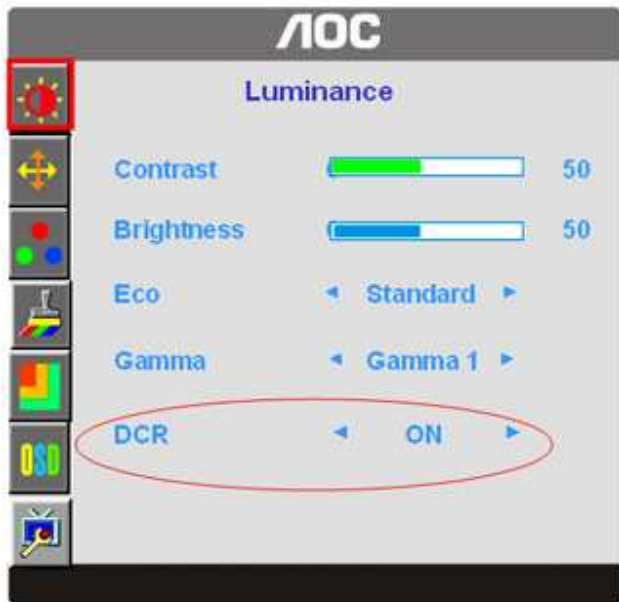 AOC
Luminance
Contrast 50
Brightness 50
Eco Standard
Gamma Gamma 1
DCR ON
OSD